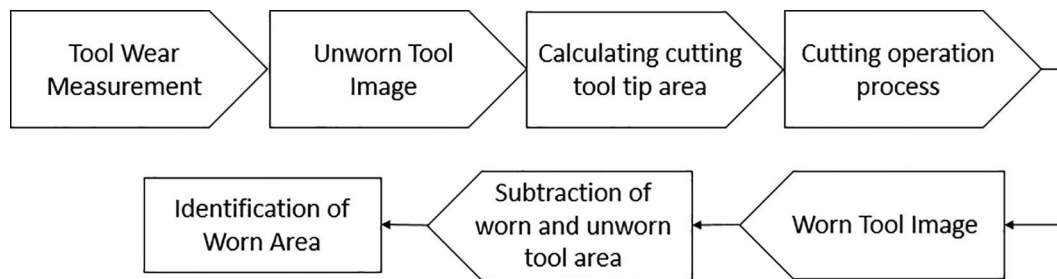 Tool Wear
Measurement
Unworn Tool
Image
Calculating cutting
tool tip area
Cutting operation
process
Worn Tool Image
Subtraction of
worn and unworn
tool area
Identification of
Worn Area